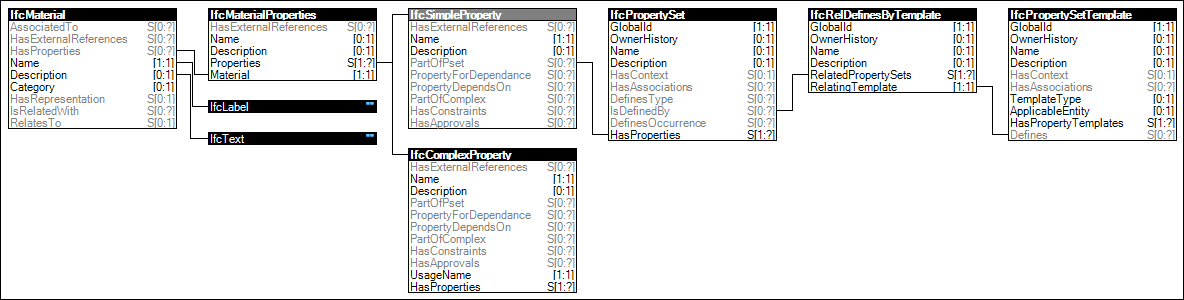 IfcMaterial
AssociatedTo S[0:?]
HasExternalReferences S[0:?]
HasProperties S[0:?]
Name [1:1]
Description [0:1]
Category [0:1]
HasRepresentation S[0:1]
IsRelatedWith S[0:?]
RelatesTo S[0:1]
IfcMaterialProperties
HasExternalReferences S[0:?]
Name [0:1]
Description [0:1]
Properties S[1:?]
Material [1:1]
IfcLabel ""
IfcText ""
IfcSimpleProperty
HasExternalReferences S[0:?]
Name [1:1]
Description [0:1]
PartOfPset S[0:?]
PropertyForDependance S[0:?]
PropertyDependsOn S[0:?]
PartOfComplex S[0:?]
HasConstraints S[0:?]
HasApprovals S[0:?]
IfcComplexProperty
HasExternalReferences S[0:?]
Name [1:1]
Description [0:1]
PartOfPset S[0:?]
PropertyForDependance S[0:?]
PropertyDependsOn S[0:?]
PartOfComplex S[0:?]
HasConstraints S[0:?]
HasApprovals S[0:?]
UsageName [1:1]
HasProperties S[1:?]
IfcPropertySet
GlobalId [1:1]
OwnerHistory [0:1]
Name [0:1]
Description [0:1]
HasContext S[0:1]
HasAssociations S[0:?]
DefinesType S[0:?]
IsDefinedBy S[0:?]
DefinesOccurrence S[0:?]
HasProperties S[1:?]
IfcRelDefinesByTemplate
GlobalId [1:1]
OwnerHistory [0:1]
Name [0:1]
Description [0:1]
RelatedPropertySets S[1:?]
RelatingTemplate [1:1]
IfcPropertySetTemplate
GlobalId [1:1]
OwnerHistory [0:1]
Name [0:1]
Description [0:1]
HasContext S[0:1]
HasAssociations S[0:?]
TemplateType [0:1]
ApplicableEntity [0:1]
HasPropertyTemplates S[1:?]
Defines S[0:?]